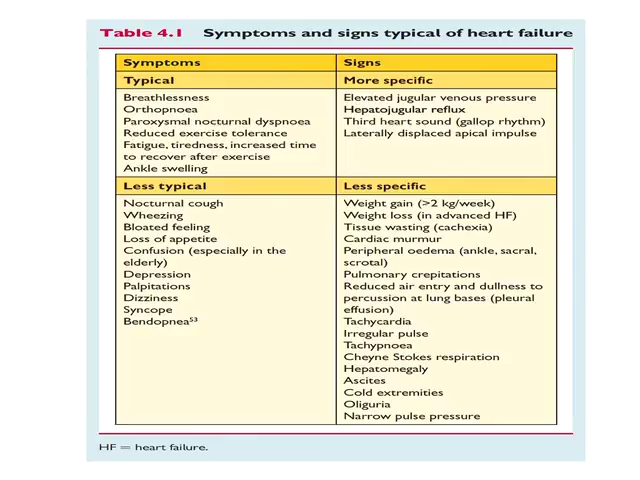 Table 4.1 Symptoms and signs typical of heart failure
Symptoms
Typical
Breathlessness
Orthopnoea
Paroxysmal nocturnal dyspnoea
Reduced exercise tolerance
Fatigue, tiredness, increased time
to recover after exercise
Ankle swelling
Less typical
Nocturnal cough
Wheezing
Bloated feeling
Loss of appetite
Confusion (especially in the
elderly)
Depression
Palpitations
Dizziness
Syncope
Bendopnea⁵³
Signs
More specific
Elevated jugular venous pressure
Hepatojugular reflux
Third heart sound (gallop rhythm)
Laterally displaced apical impulse
Less specific
Weight gain (>2 kg/week)
Weight loss (in advanced HF)
Tissue wasting (cachexia)
Cardiac murmur
Peripheral oedema (ankle, sacral,
scrotal)
Pulmonary crepitations
Reduced air entry and dullness to
percussion at lung bases (pleural
effusion)
Tachycardia
Irregular pulse
Tachypnoea
Cheyne Stokes respiration
Hepatomegaly
Ascites
Cold extremities
Oliguria
Narrow pulse pressure
HF = heart failure.